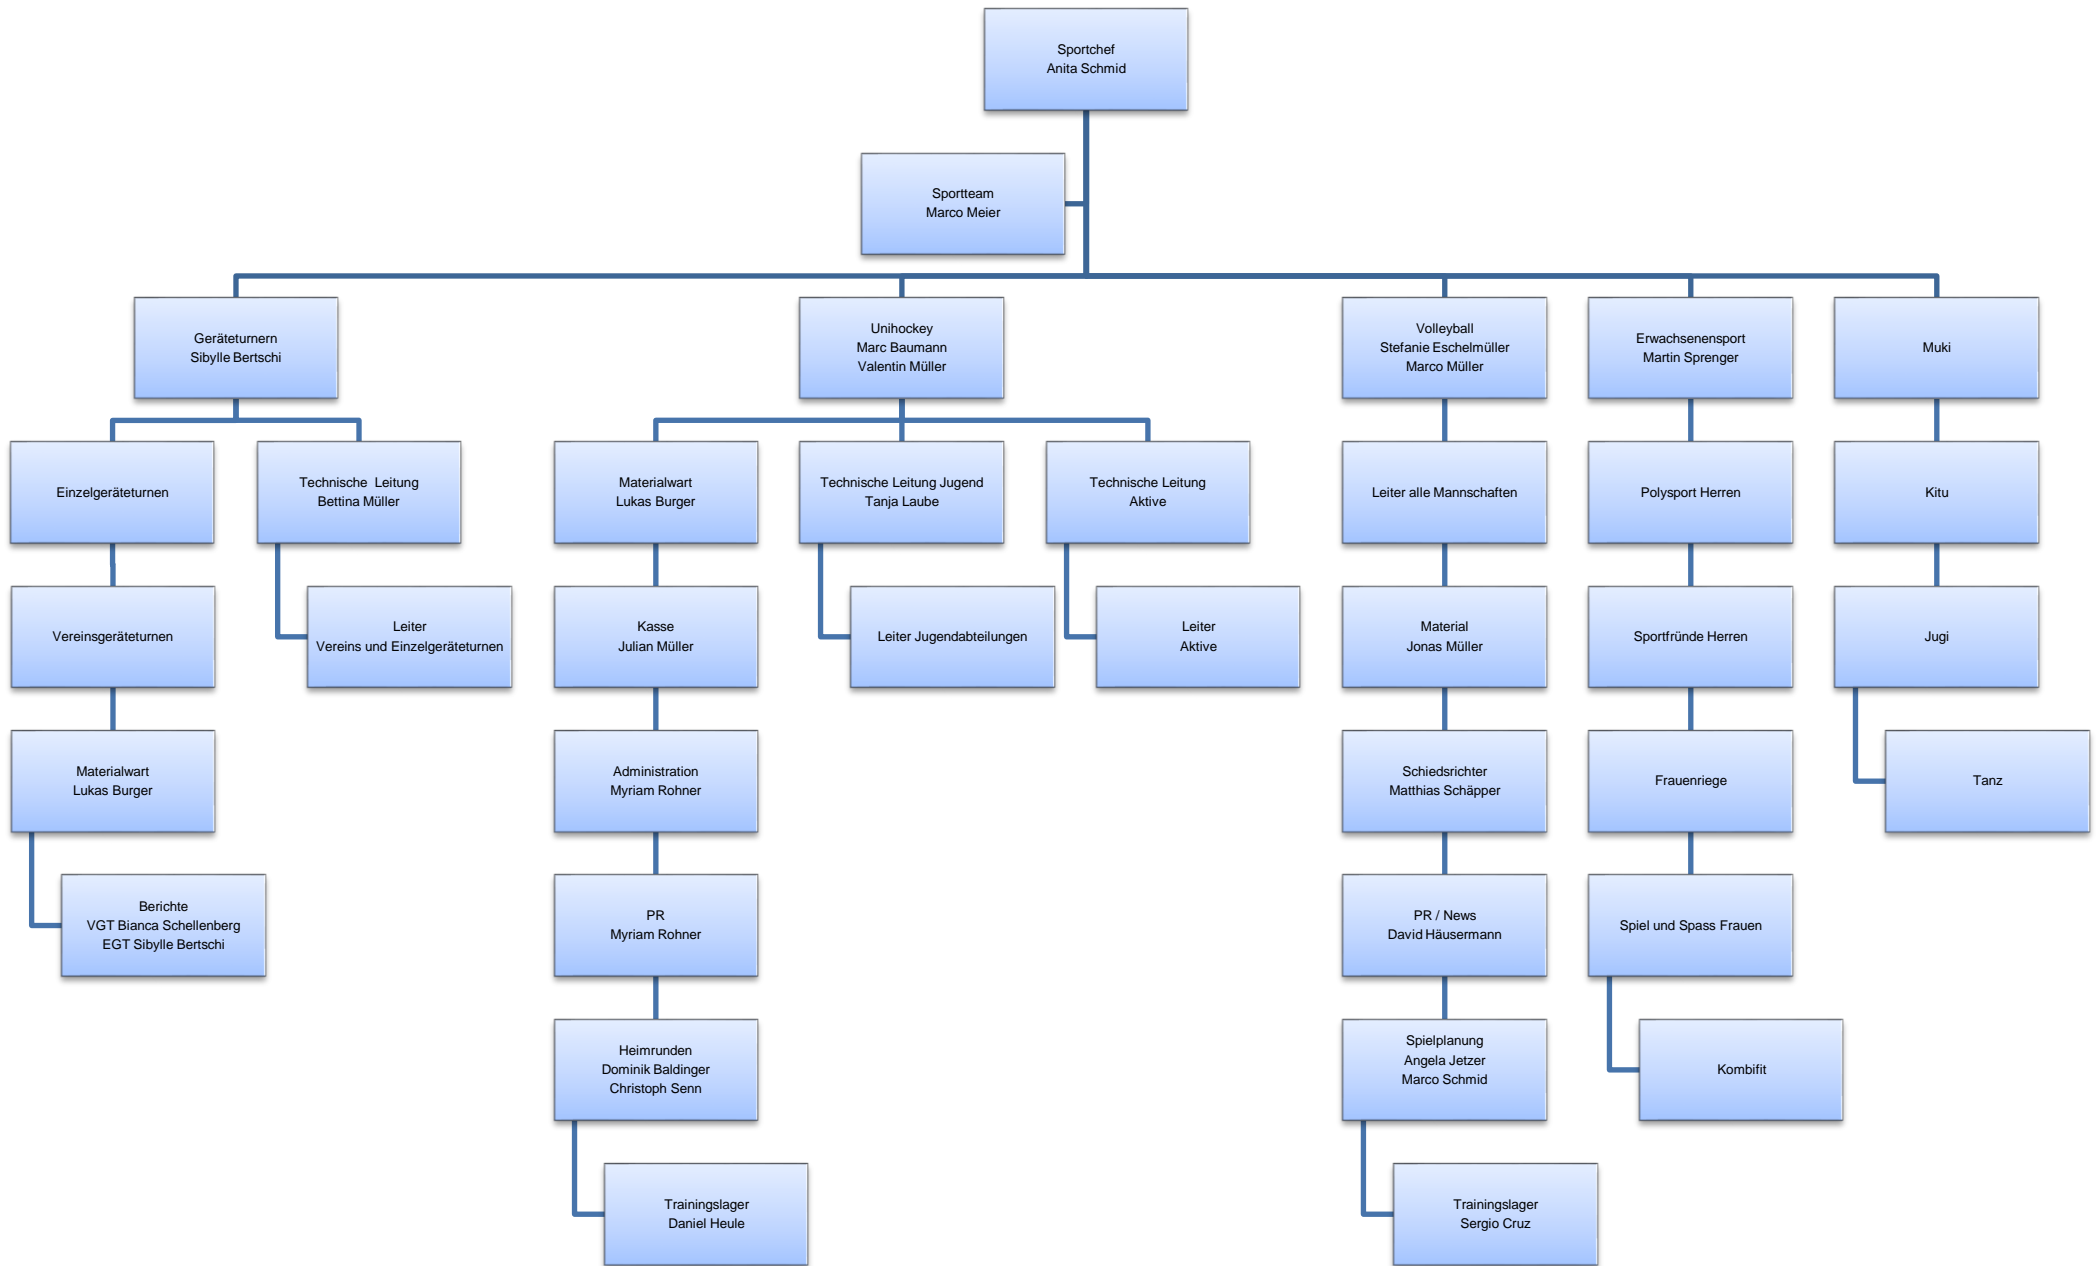 Sportchef
Anita Schmid
Sportteam
Marco Meier
Geräteturnern
Sibylle Bertschi
Unihockey
Marc Baumann
Valentin Müller
Volleyball
Stefanie Eschelmüller
Marco Müller
Erwachsenensport
Martin Sprenger
Muki
Einzelgeräteturnen
Technische Leitung
Bettina Müller
Materialwart
Lukas Burger
Technische Leitung Jugend
Tanja Laube
Technische Leitung
Aktive
Leiter alle Mannschaften
Polysport Herren
Kitu
Vereinsgeräteturnen
Leiter
Vereins und Einzelgeräteturnen
Kasse
Julian Müller
Leiter Jugendabteilungen
Leiter
Aktive
Material
Jonas Müller
Sportfründe Herren
Jugi
Materialwart
Lukas Burger
Administration
Myriam Rohner
Schiedsrichter
Matthias Schäpper
Frauenriege
Tanz
Berichte
VGT Bianca Schellenberg
EGT Sibylle Bertschi
PR
Myriam Rohner
PR / News
David Häusermann
Spiel und Spass Frauen
Heimrunden
Dominik Baldinger
Christoph Senn
Spielplanung
Angela Jetzer
Marco Schmid
Kombifit
Trainingslager
Daniel Heule
Trainingslager
Sergio Cruz